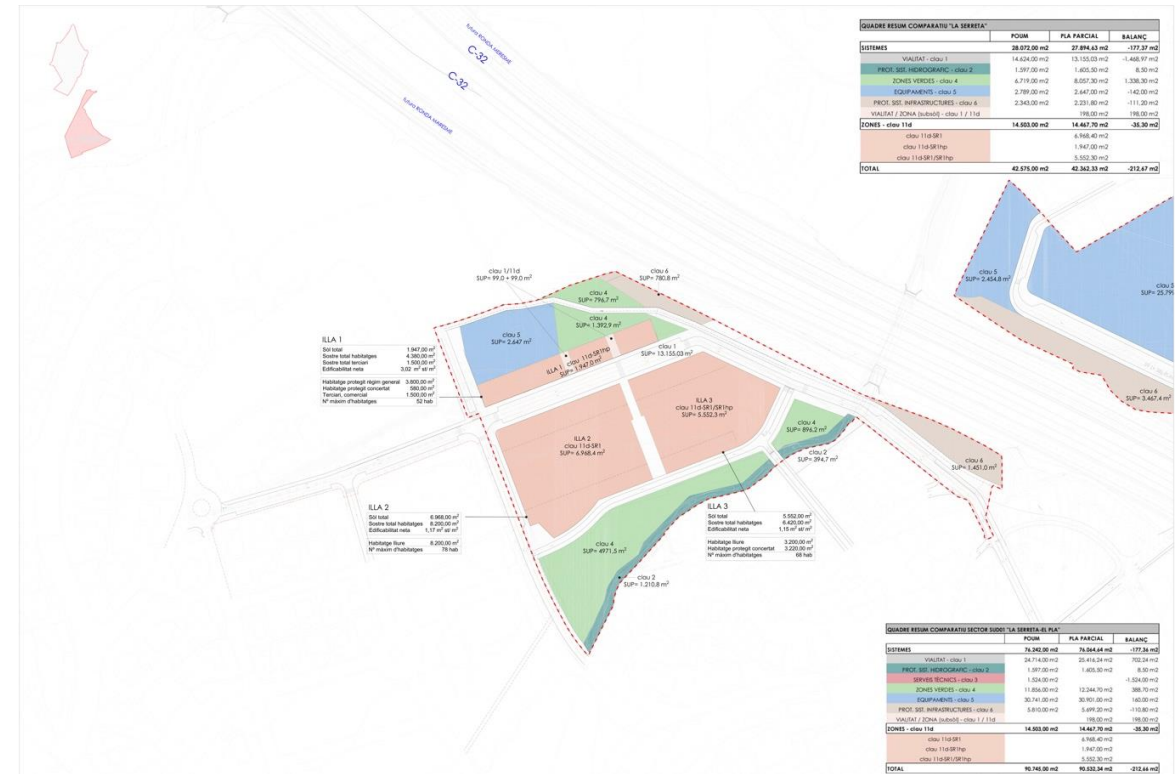 futura RONDA MARESME
C-32
C-32
futura RONDA MARESME
QUADRE RESUM COMPARATIU "LA SERRETA"
POUM PLA PARCIAL BALANÇ
SISTEMES 28.072,00 m2 27.894,63 m2 -177,37 m2
VIALITAT - clau 1 14.624,00 m2 13.155,03 m2 -1.468,97 m2
PROT. SIST. HIDROGRAFIC - clau 2 1.597,00 m2 1.605,50 m2 8,50 m2
ZONES VERDES - clau 4 6.719,00 m2 8.057,30 m2 1.338,30 m2
EQUIPAMENTS - clau 5 2.789,00 m2 2.647,00 m2 -142,00 m2
PROT. SIST. INFRASTRUCTURES - clau 6 2.343,00 m2 2.231,80 m2 -111,20 m2
VIALITAT / ZONA (subsòl) - clau 1 / 11d 198,00 m2 198,00 m2
ZONES - clau 11d 14.503,00 m2 14.467,70 m2 -35,30 m2
clau 11d-SR1 6.968,40 m2
clau 11d-SR1hp 1.947,00 m2
clau 11d-SR1/SR1hp 5.552,30 m2
TOTAL 42.575,00 m2 42.362,33 m2 -212,67 m2
clau 1/11d
SUP= 99,0 + 99,0 m²
clau 6
SUP= 780,8 m²
clau 4
SUP= 796,7 m²
clau 4
SUP= 1.392,9 m²
clau 5
SUP= 2.647 m²
clau 1
SUP= 13.155,03 m²
ILLA 1 clau 11d-SR1hp
SUP= 1.947,0 m²
clau 5
SUP= 2.454,8 m²
clau 5
SUP= 25.79
clau 6
SUP= 3.467,4 m²
ILLA 1
Sòl total 1.947,00 m²
Sostre total habitatges 4.380,00 m²
Sostre total terciari 1.500,00 m²
Edificabilitat neta 3,02 m² st/ m²
Habitatge protegit règim general 3.800,00 m²
Habitatge protegit concertat 580,00 m²
Terciari, comercial 1.500,00 m²
Nº màxim d'habitatges 52 hab
ILLA 3
clau 11d-SR1/SR1hp
SUP= 5.552,3 m²
ILLA 2
clau 11d-SR1
SUP= 6.968,4 m²
clau 4
SUP= 896,2 m²
clau 2
SUP= 394,7 m²
clau 6
SUP= 1.451,0 m²
ILLA 2
Sòl total 6.968,00 m²
Sostre total habitatges 8.200,00 m²
Edificabilitat neta 1,17 m² st/ m²
Habitatge lliure 8.200,00 m²
Nº màxim d'habitatges 78 hab
ILLA 3
Sòl total 5.552,00 m²
Sostre total habitatges 6.420,00 m²
Edificabilitat neta 1,15 m² st/ m²
Habitatge lliure 3.200,00 m²
Habitatge protegit concertat 3.220,00 m²
Nº màxim d'habitatges 68 hab
clau 4
SUP= 4971,5 m²
clau 2
SUP= 1.210,8 m²
QUADRE RESUM COMPARATIU SECTOR SUD01 "LA SERRETA-EL PLA"
POUM PLA PARCIAL BALANÇ
SISTEMES 76.242,00 m2 76.064,64 m2 -177,36 m2
VIALITAT - clau 1 24.714,00 m2 25.416,24 m2 702,24 m2
PROT. SIST. HIDROGRAFIC - clau 2 1.597,00 m2 1.605,50 m2 8,50 m2
SERVEIS TÈCNICS - clau 3 1.524,00 m2 -1.524,00 m2
ZONES VERDES - clau 4 11.856,00 m2 12.244,70 m2 388,70 m2
EQUIPAMENTS - clau 5 30.741,00 m2 30.901,00 m2 160,00 m2
PROT. SIST. INFRASTRUCTURES - clau 6 5.810,00 m2 5.699,20 m2 -110,80 m2
VIALITAT / ZONA (subsòl) - clau 1 / 11d 198,00 m2 198,00 m2
ZONES - clau 11d 14.503,00 m2 14.467,70 m2 -35,30 m2
clau 11d-SR1 6.968,40 m2
clau 11d-SR1hp 1.947,00 m2
clau 11d-SR1/SR1hp 5.552,30 m2
TOTAL 90.745,00 m2 90.532,34 m2 -212,66 m2